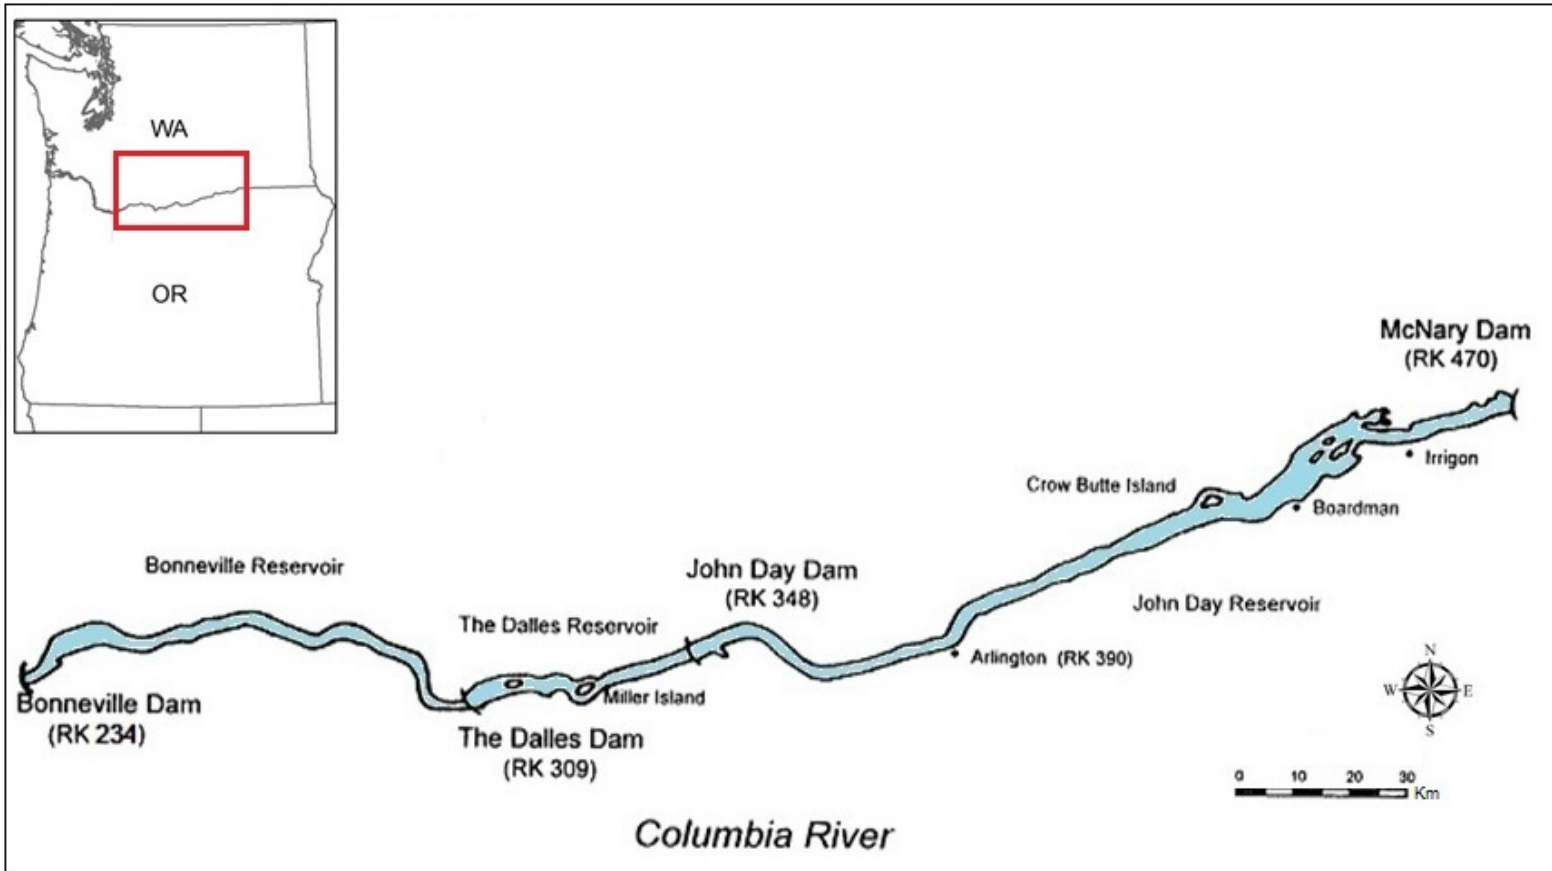 WA
OR
McNary Dam
(RK 470)
Irrigon
Crow Butte Island
Boardman
Bonneville Reservoir
John Day Dam
(RK 348)
The Dalles Reservoir
John Day Reservoir
Arlington (RK 390)
Miller Island
Bonneville Dam
(RK 234)
The Dalles Dam
(RK 309)
N
W E
S
0 10 20 30
Km
Columbia River